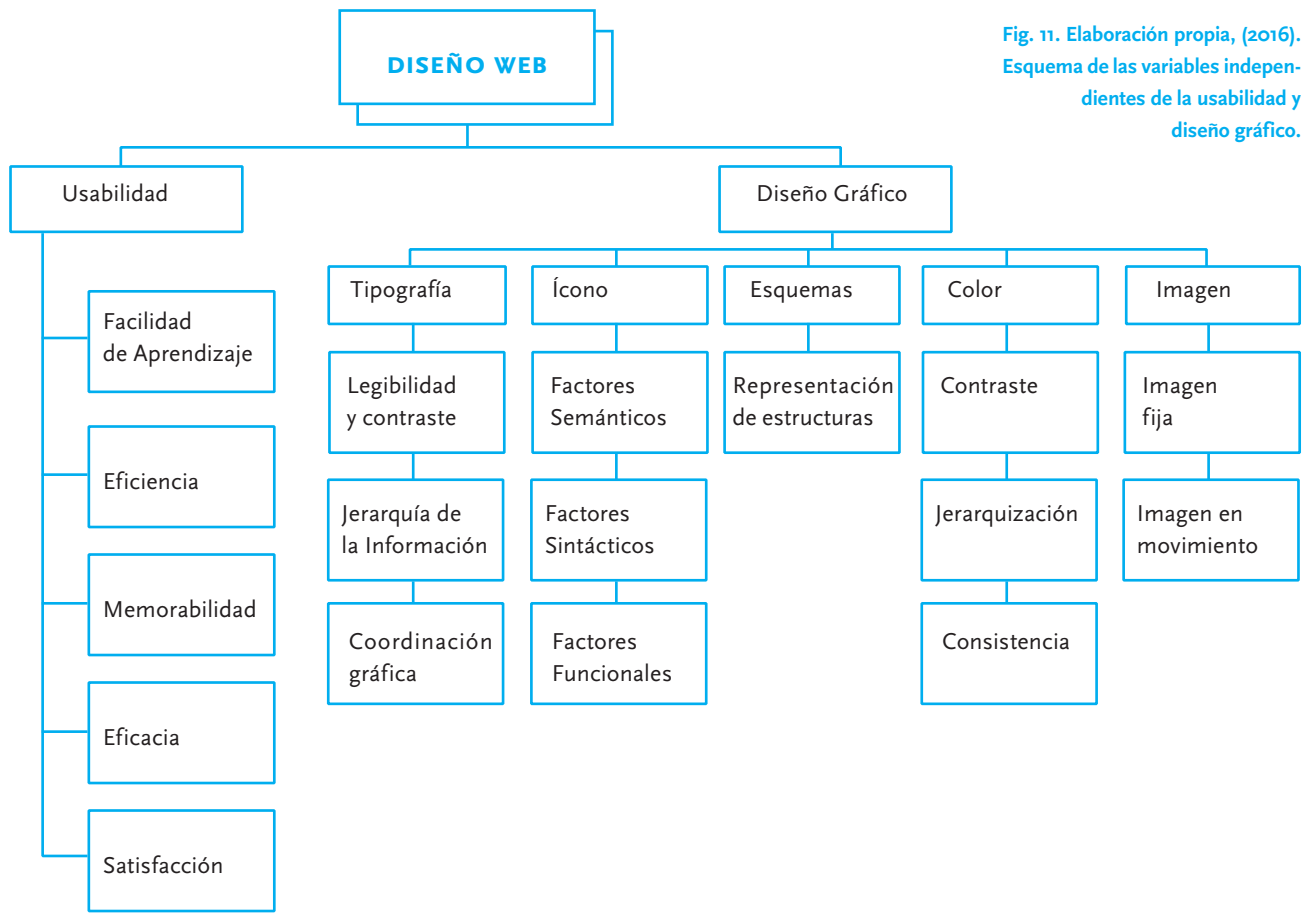 DISEÑO WEB
Fig. 11. Elaboración propia, (2016).
Esquema de las variables indepen-
dientes de la usabilidad y
diseño gráfico.
Usabilidad
Facilidad
de Aprendizaje
Eficiencia
Memorabilidad
Eficacia
Satisfacción
Diseño Gráfico
Tipografía
Legibilidad
y contraste
Jerarquía de
la Información
Coordinación
gráfica
Ícono
Factores
Semánticos
Factores
Sintácticos
Factores
Funcionales
Esquemas
Representación
de estructuras
Color
Contraste
Jerarquización
Consistencia
Imagen
Imagen
fija
Imagen en
movimiento